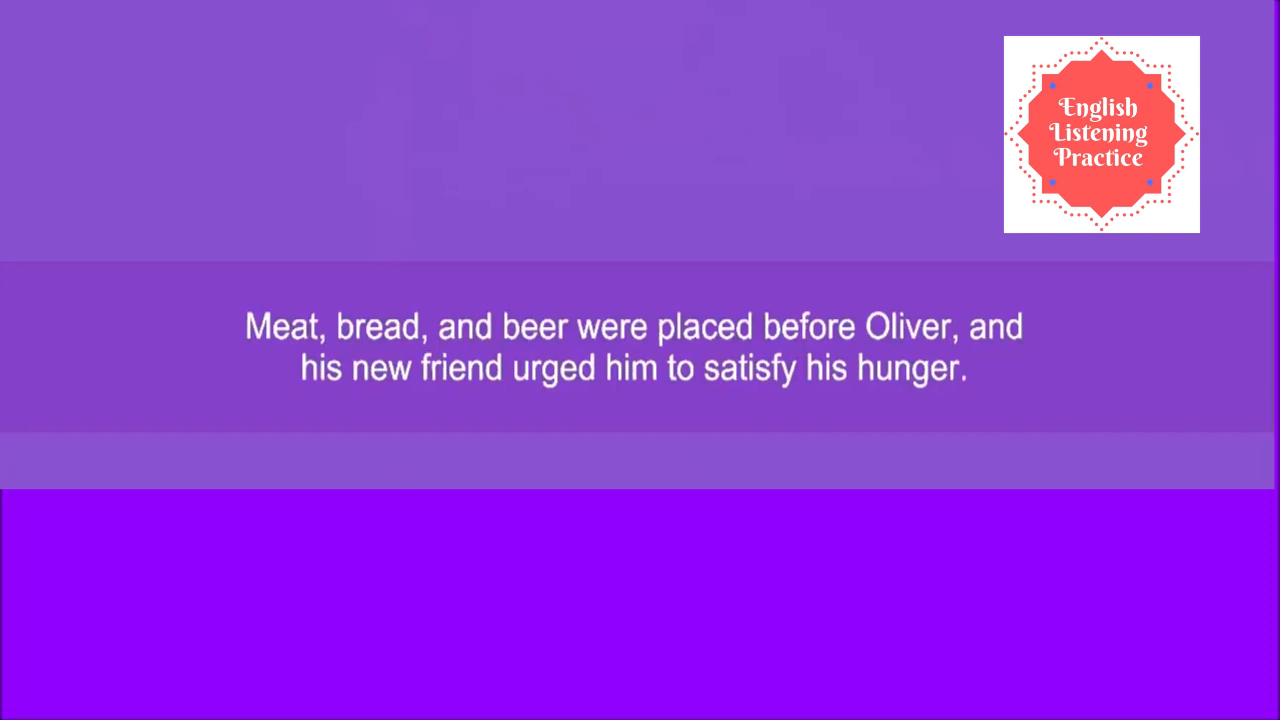 English
Listening
Practice
Meat, bread, and beer were placed before Oliver, and
his new friend urged him to satisfy his hunger.